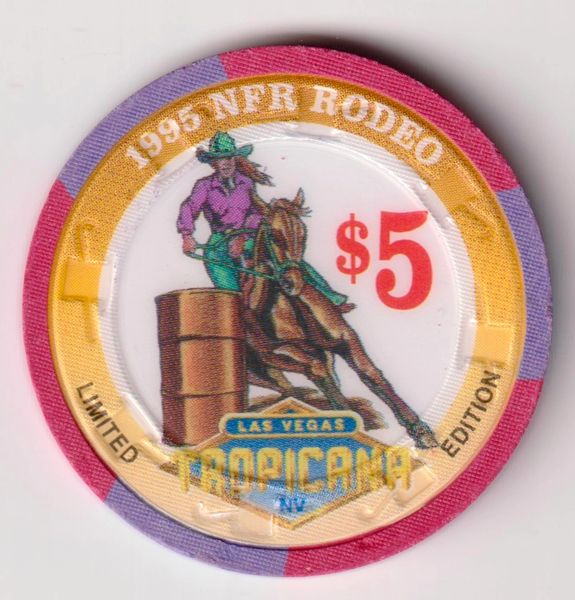 1995 NFR RODEO
$5
LIMITED
EDITION
LAS VEGAS
TROPICANA
NV